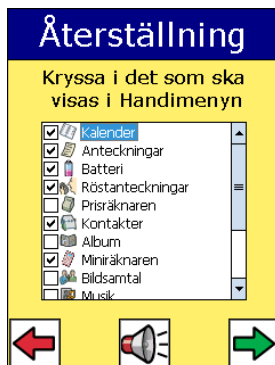 Återställning
Kryssa i det som ska
visas i Handimenyn
Kalender
Anteckningar
Batteri
Röstanteckningar
Prisräknaren
Kontakter
Album
Miniräknaren
Bildsamtal
Musik